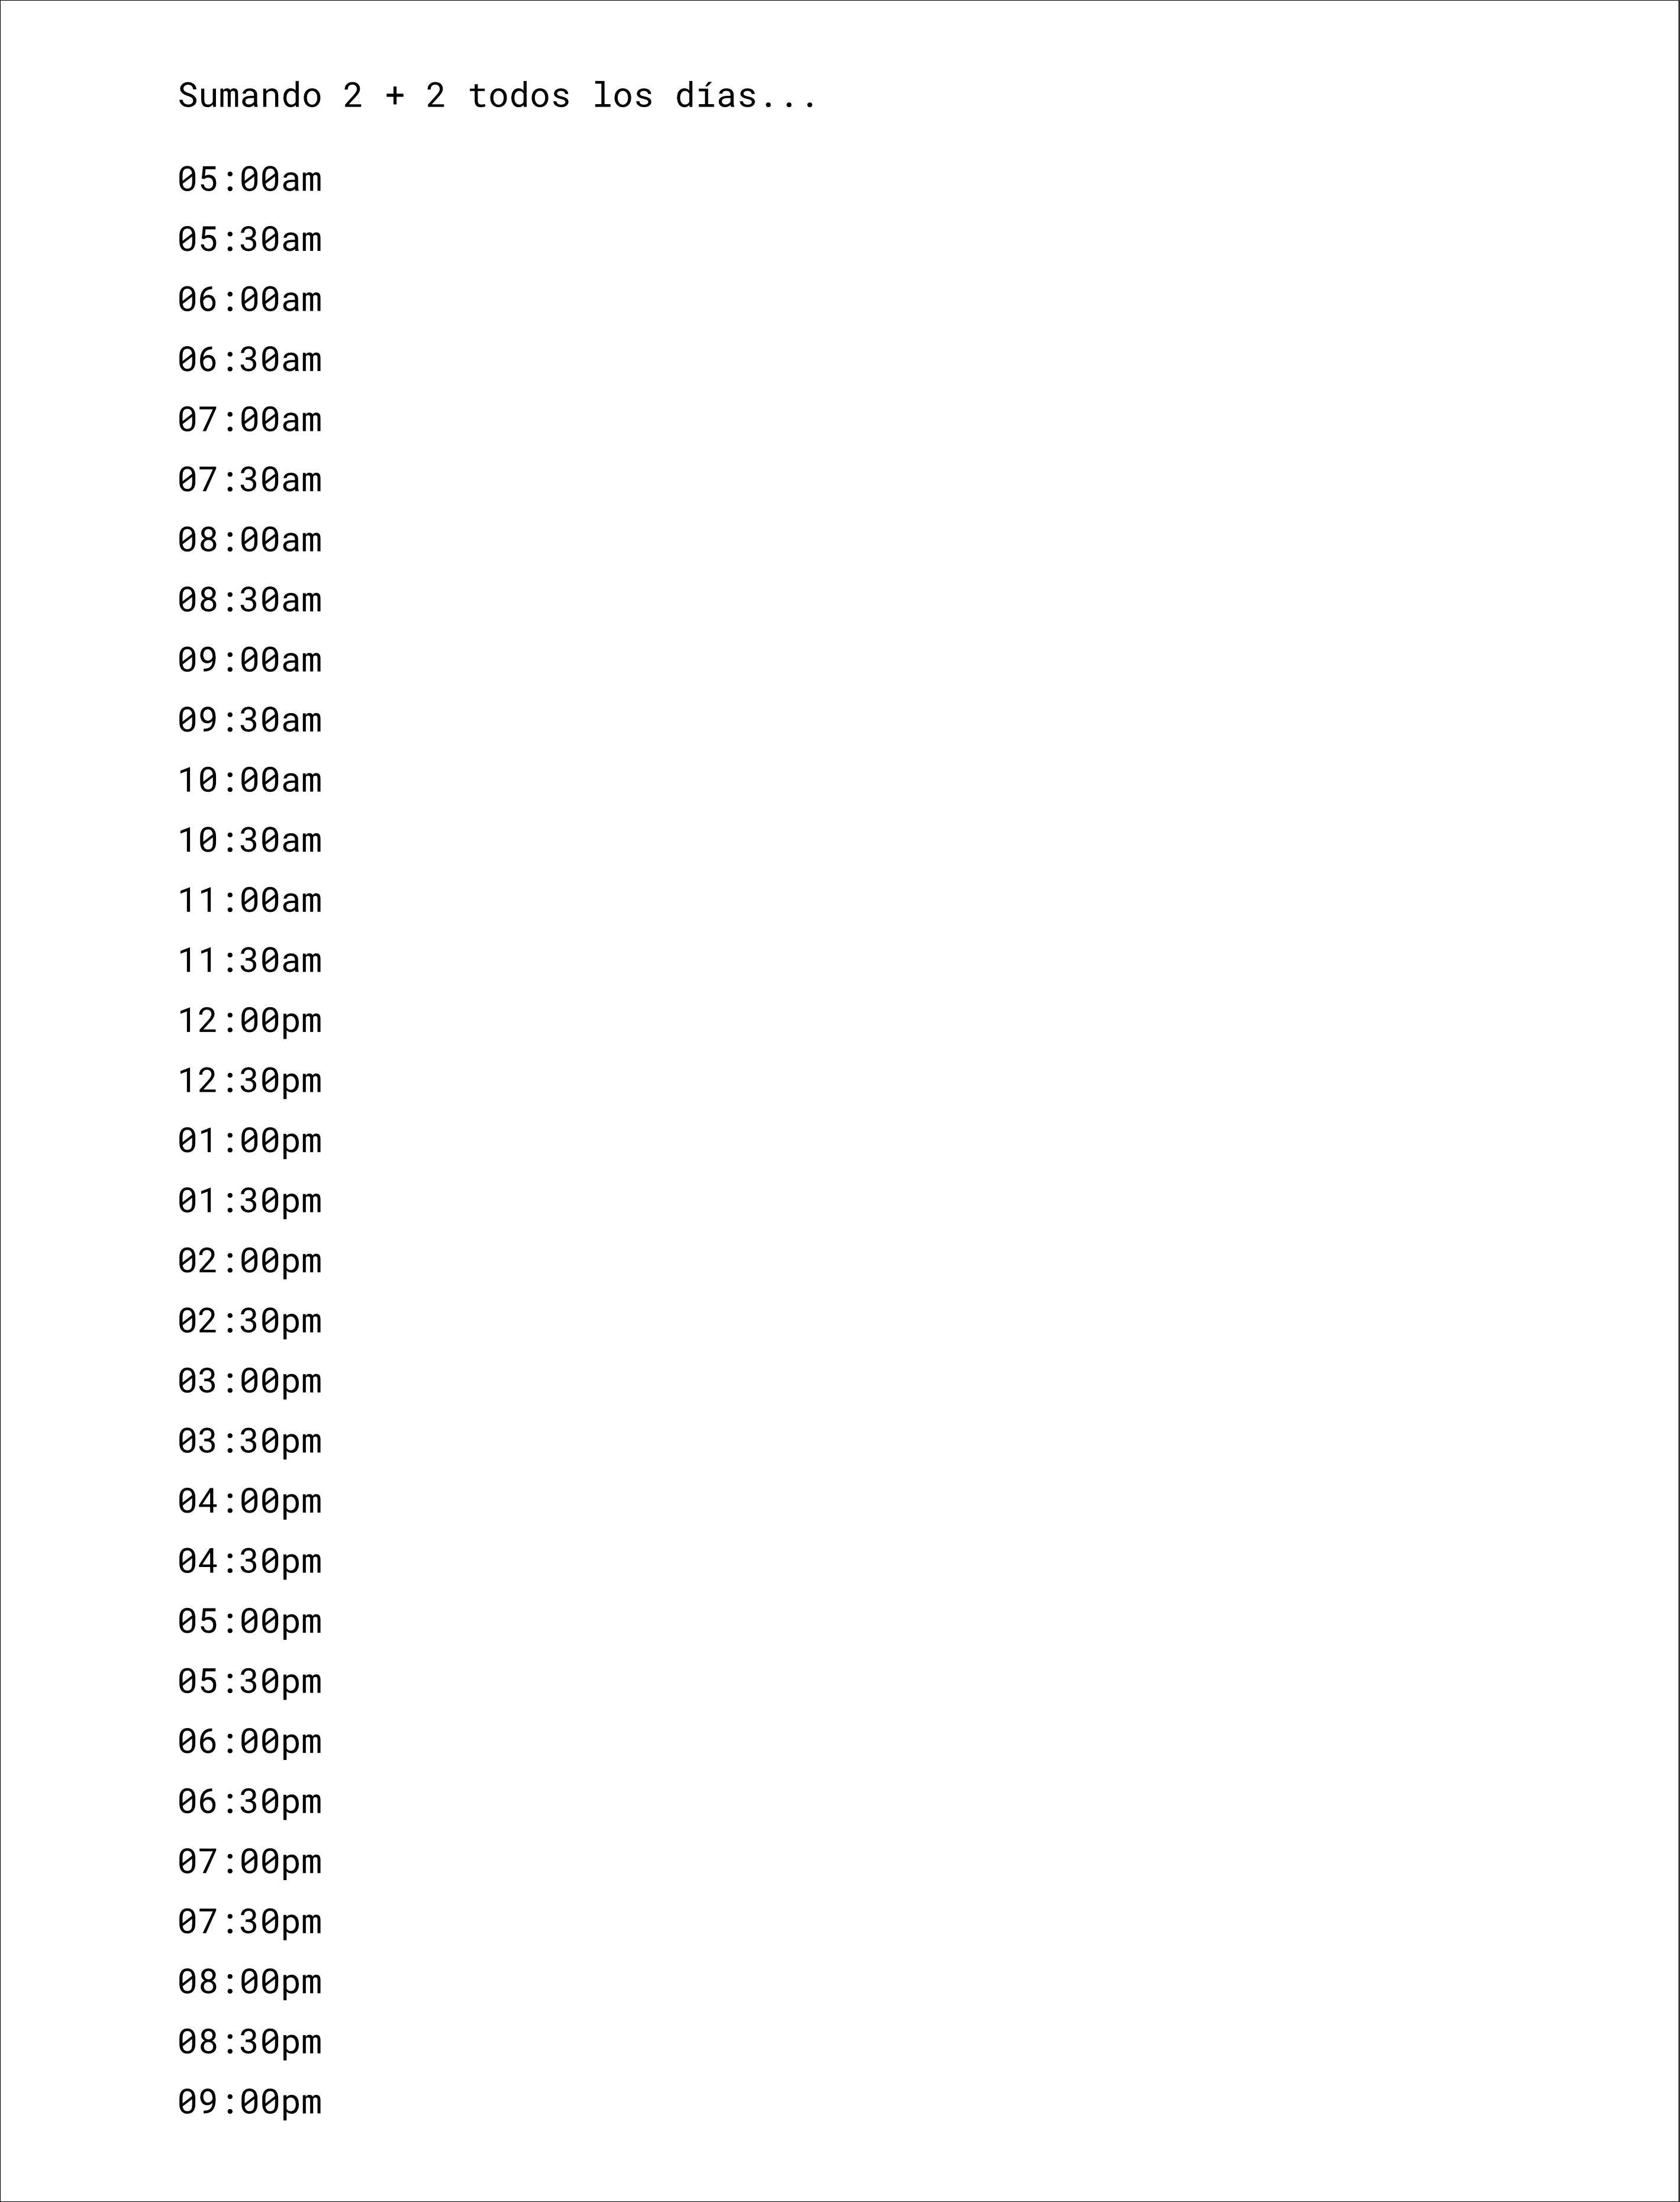 Sumando 2 + 2 todos los días...
05:00am
05:30am
06:00am
06:30am
07:00am
07:30am
08:00am
08:30am
09:00am
09:30am
10:00am
10:30am
11:00am
11:30am
12:00pm
12:30pm
01:00pm
01:30pm
02:00pm
02:30pm
03:00pm
03:30pm
04:00pm
04:30pm
05:00pm
05:30pm
06:00pm
06:30pm
07:00pm
07:30pm
08:00pm
08:30pm
09:00pm